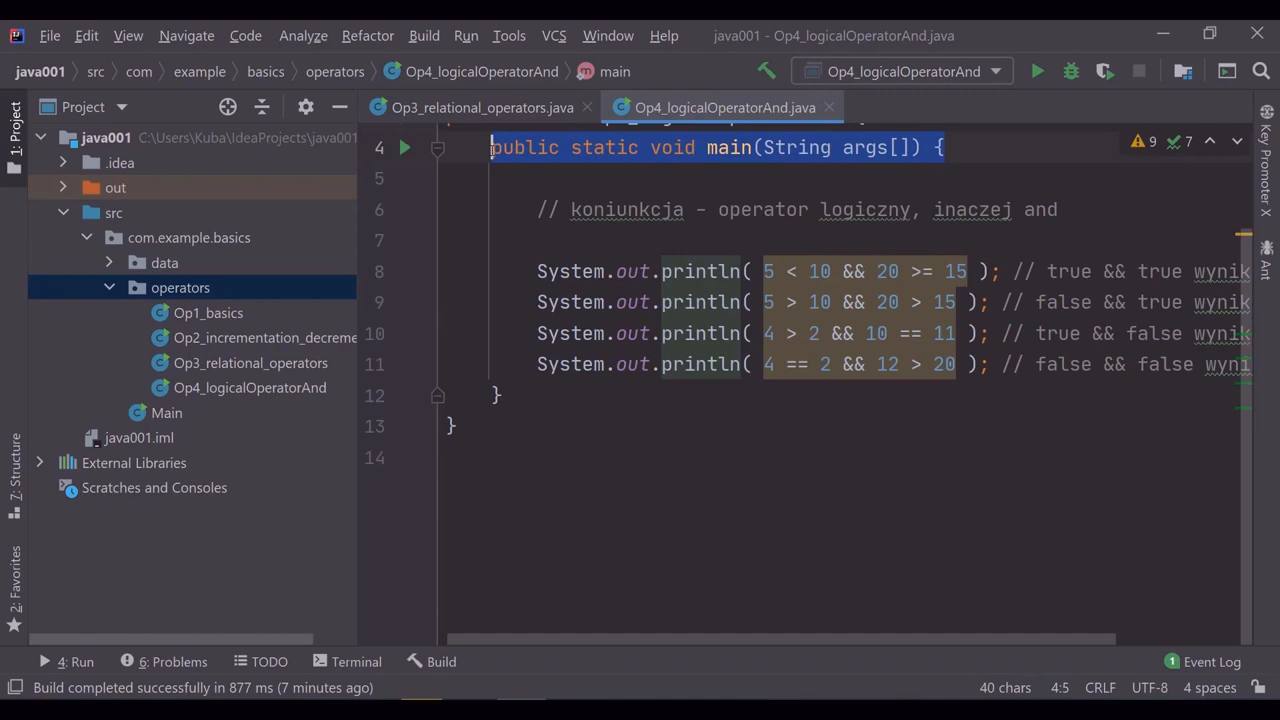 File Edit View Navigate Code Analyze Refactor Build Run Tools VCS Window Help java001 - Op4_logicalOperatorAnd.java
java001 src com example basics operators Op4_logicalOperatorAnd main Op4_logicalOperatorAnd
1: Project
7: Structure
2: Favorites
Project
java001 C:\Users\Kuba\IdeaProjects\java001
.idea
out
src
com.example.basics
data
operators
Op1_basics
Op2_incrementation_decreme
Op3_relational_operators
Op4_logicalOperatorAnd
Main
java001.iml
External Libraries
Scratches and Consoles
Op3_relational_operators.java Op4_logicalOperatorAnd.java
4 public static void main(String args[]) { 9 7
5
6 // koniunkcja - operator logiczny, inaczej and
7
8 System.out.println( 5 < 10 && 20 >= 15 ); // true && true wynik
9 System.out.println( 5 > 10 && 20 > 15 ); // false && true wynik
10 System.out.println( 4 > 2 && 10 == 11 ); // true && false wynik
11 System.out.println( 4 == 2 && 12 > 20 ); // false && false wyni
12 }
13 }
14
Key Promoter X
Ant
4: Run 6: Problems TODO Terminal Build 1 Event Log
Build completed successfully in 877 ms (7 minutes ago) 40 chars 4:5 CRLF UTF-8 4 spaces